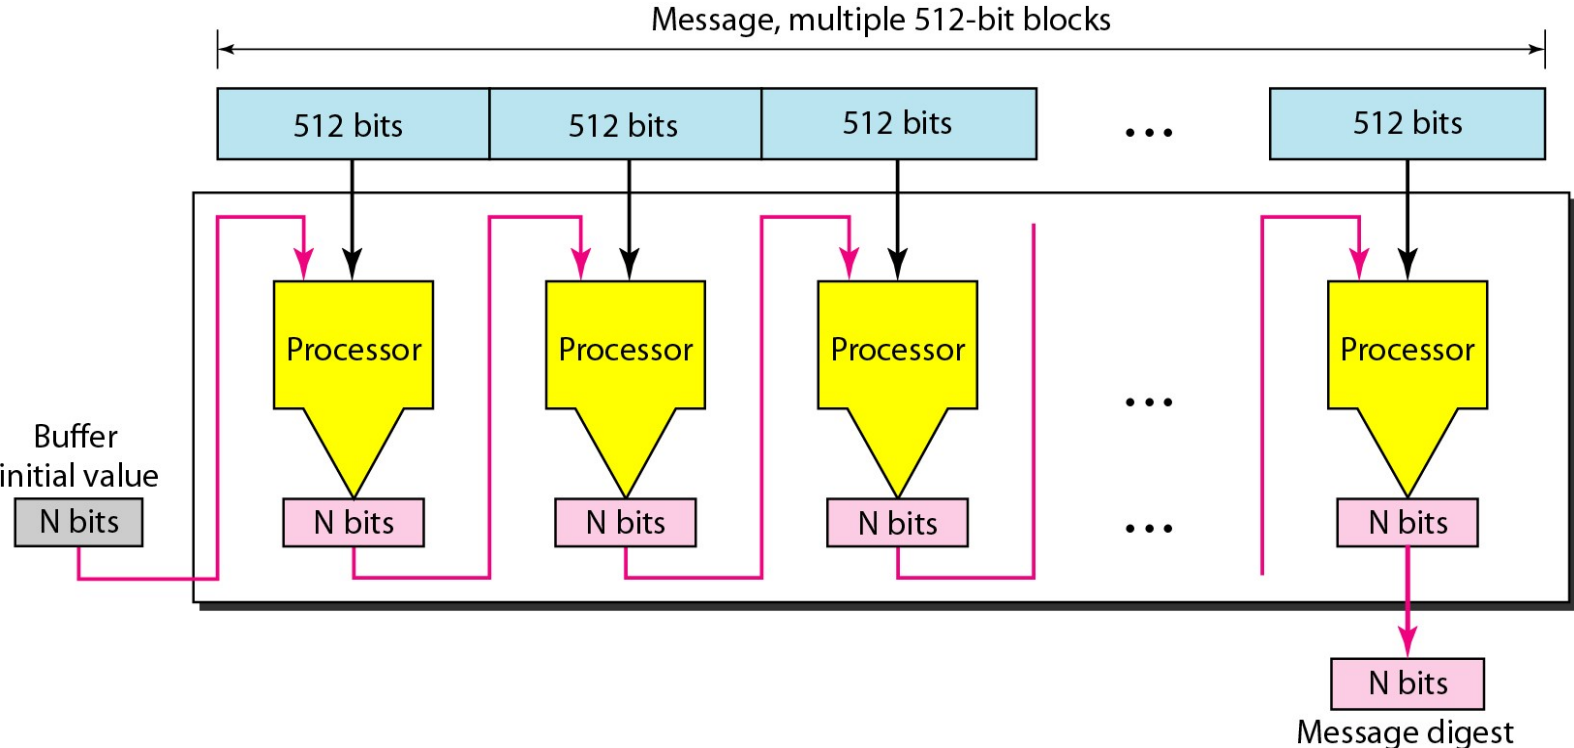 Message, multiple 512-bit blocks
512 bits
512 bits
512 bits
...
512 bits
Processor
Processor
Processor
...
Processor
Buffer
initial value
N bits
N bits
N bits
N bits
...
N bits
N bits
Message digest